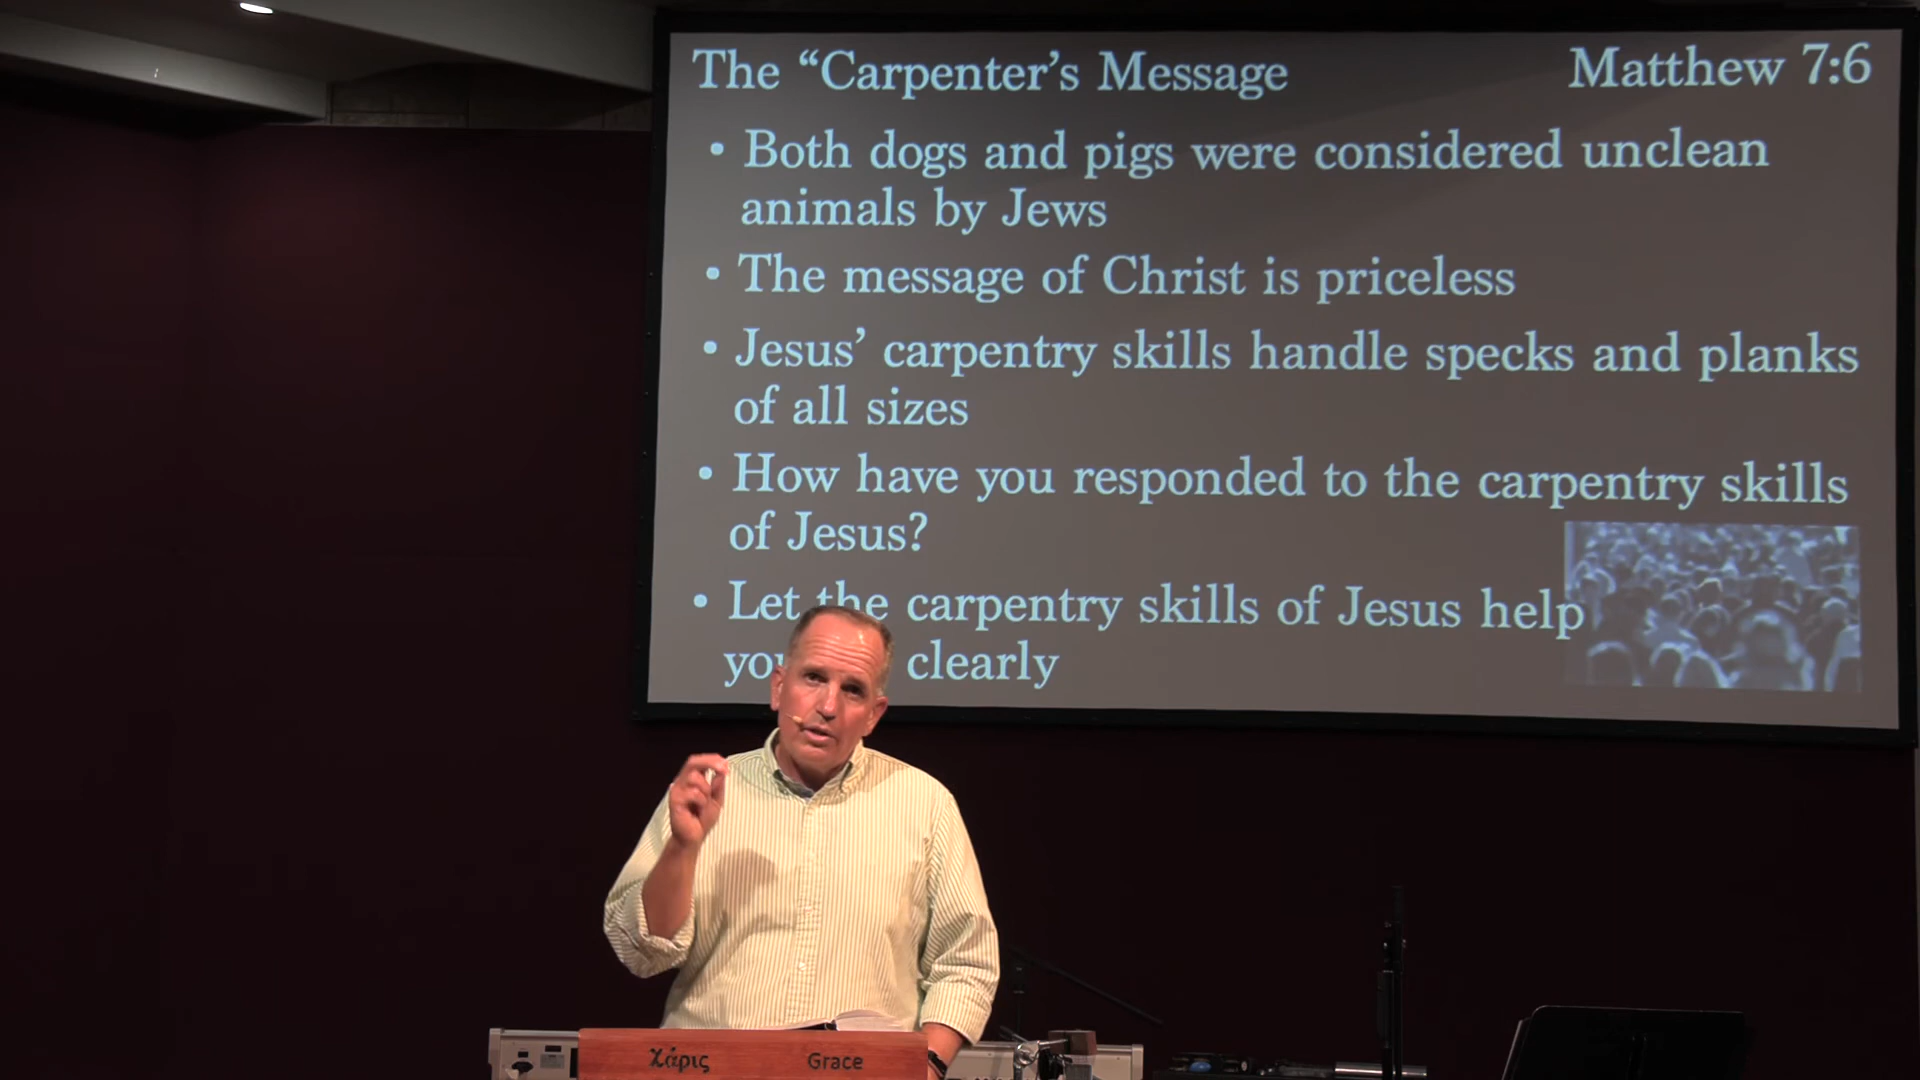 The “Carpenter’s Message
Matthew 7:6
• Both dogs and pigs were considered unclean
animals by Jews
• The message of Christ is priceless
• Jesus’ carpentry skills handle specks and planks
of all sizes
• How have you responded to the carpentry skills
of Jesus?
• Let the carpentry skills of Jesus help
clearly
Χάρις
Grace